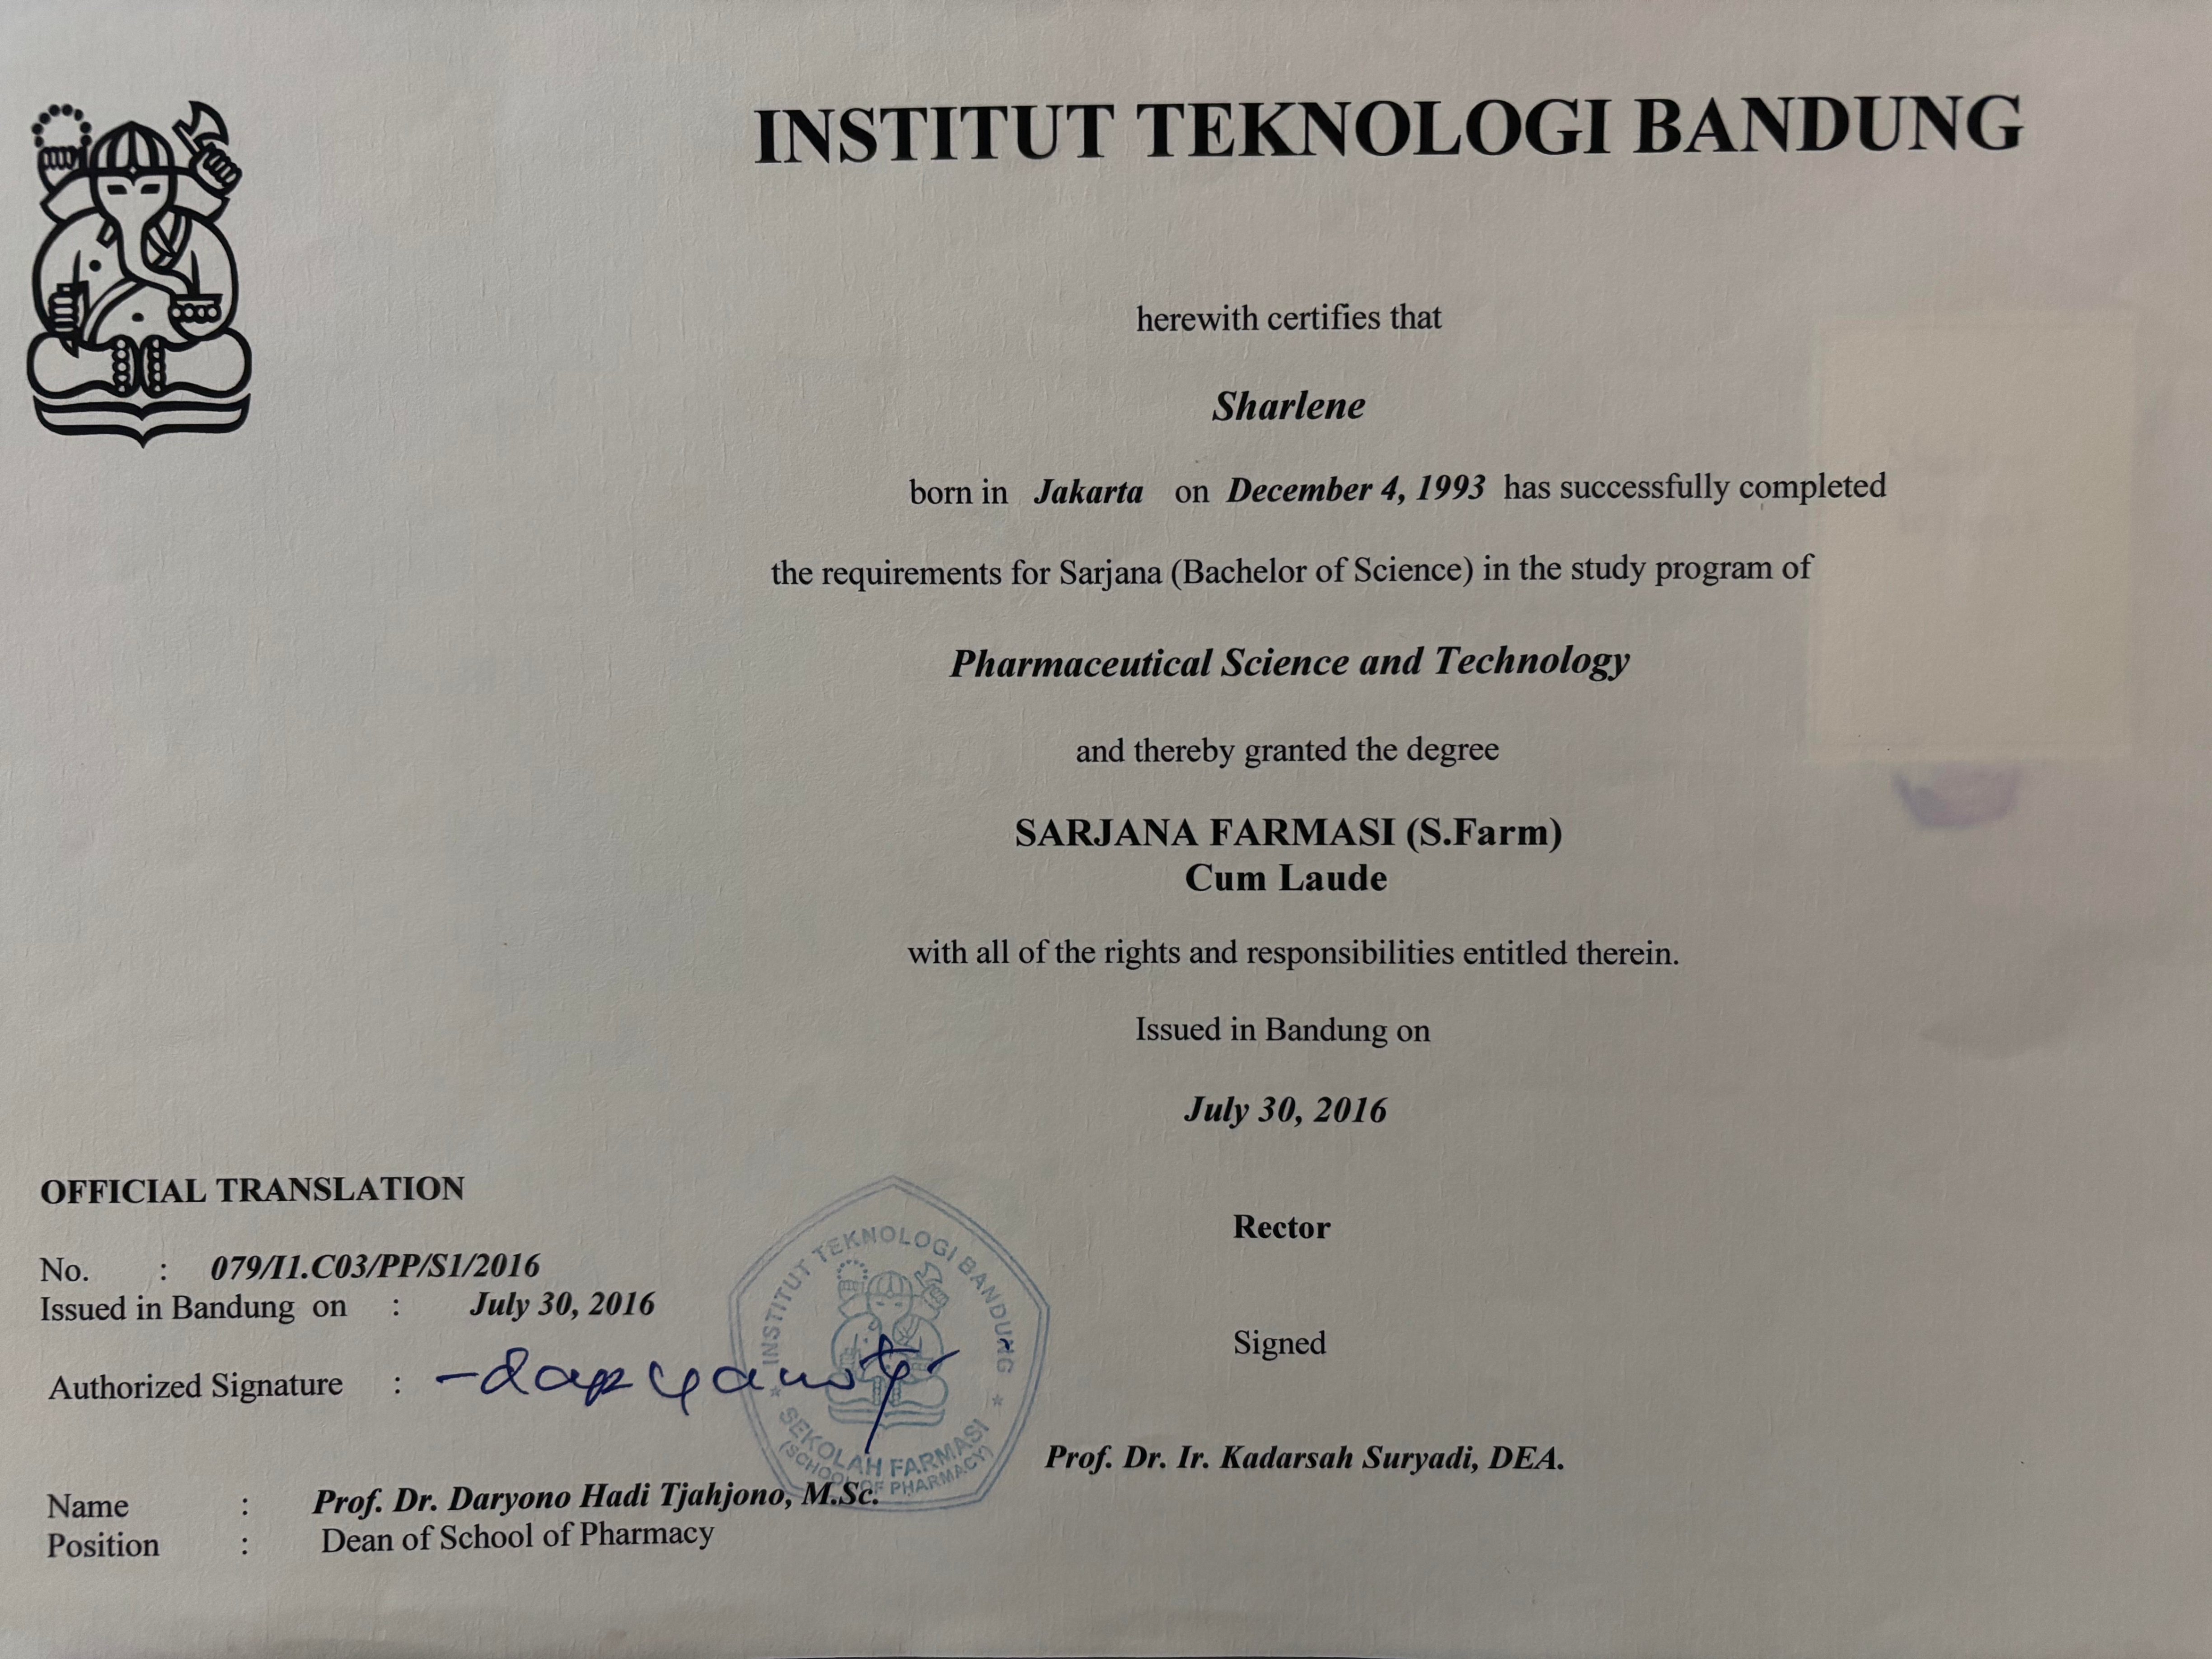 INSTITUT TEKNOLOGI BANDUNG
herewith certifies that
Sharlene
born in Jakarta on December 4, 1993 has successfully completed
the requirements for Sarjana (Bachelor of Science) in the study program of
Pharmaceutical Science and Technology
and thereby granted the degree
SARJANA FARMASI (S.Farm)
Cum Laude
with all of the rights and responsibilities entitled therein.
Issued in Bandung on
July 30, 2016
Rector
Signed
Prof. Dr. Ir. Kadarsah Suryadi, DEA.
OFFICIAL TRANSLATION
No. : 079/I1.C03/PP/S1/2016
Issued in Bandung on : July 30, 2016
Authorized Signature :
Name : Prof. Dr. Daryono Hadi Tjahjono, M.Sc.
Position : Dean of School of Pharmacy
INSTITUT TEKNOLOGI BANDUNG
SEKOLAH FARMASI
(SCHOOL OF PHARMACY)